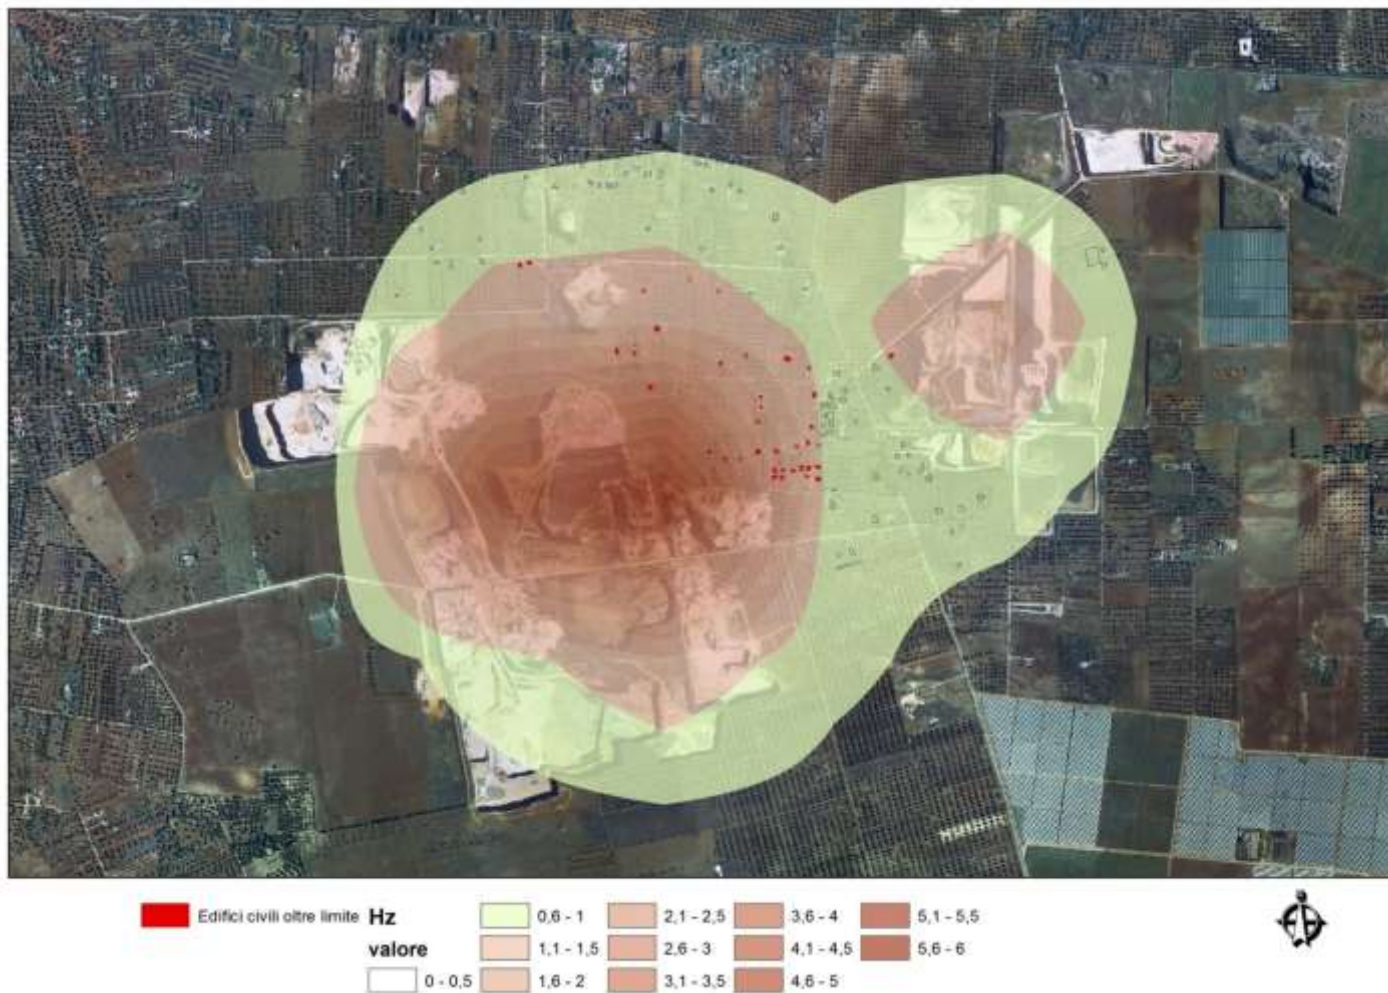 Edifici civili oltre limite
Hz
valore
0 - 0,5
0,6 - 1
1,1 - 1,5
1,6 - 2
2,1 - 2,5
2,6 - 3
3,1 - 3,5
3,6 - 4
4,1 - 4,5
4,6 - 5
5,1 - 5,5
5,6 - 6